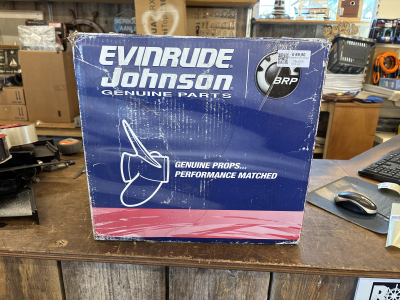 EVINRUDE
Johnson
GENUINE PARTS
BRP
GENUINE PROPS...
PERFORMANCE MATCHED